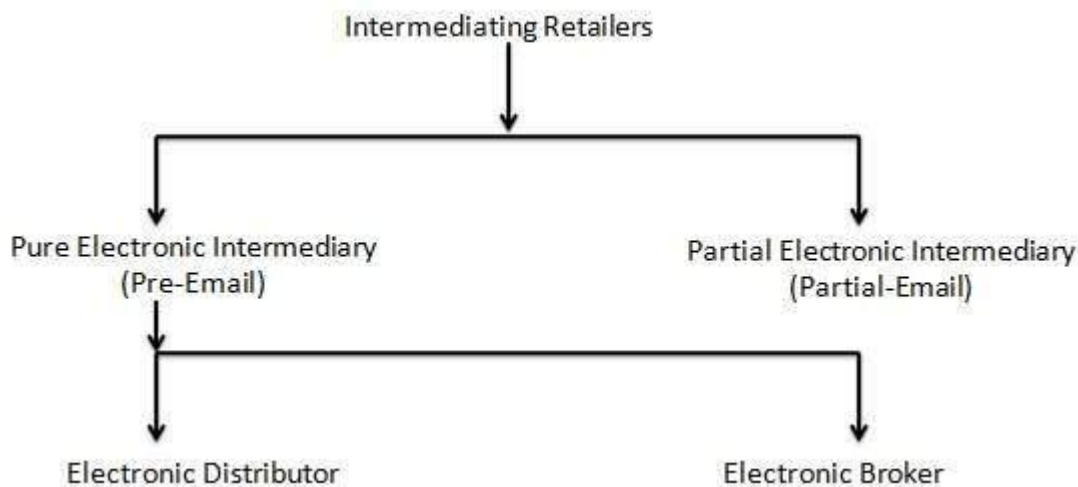 Intermediating Retailers
Pure Electronic Intermediary
(Pre-Email)
Partial Electronic Intermediary
(Partial-Email)
Electronic Distributor
Electronic Broker